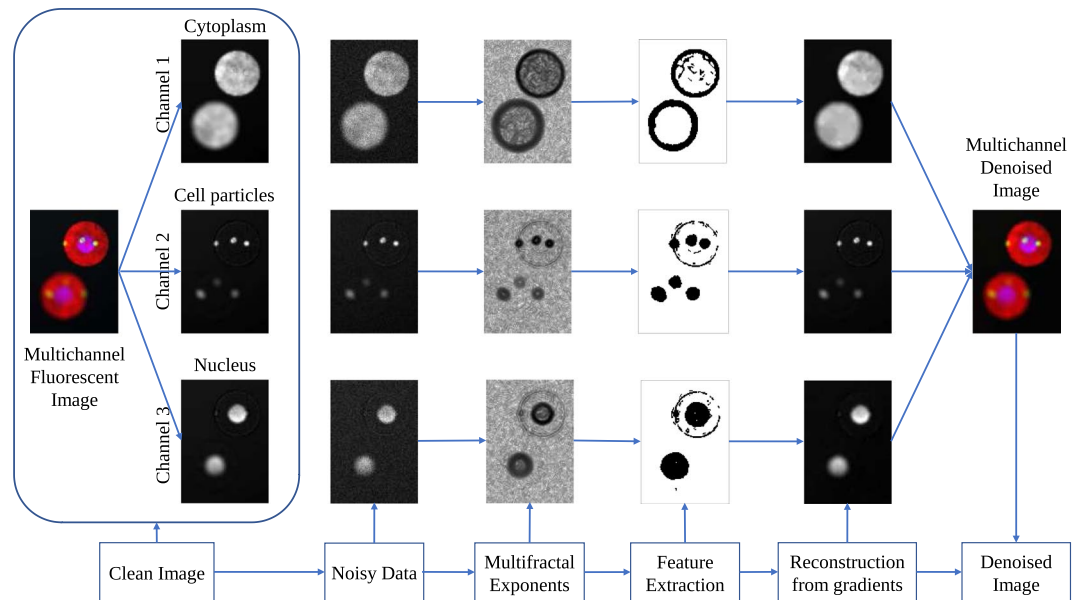 Cytoplasm
Channel 1
Cell particles
Channel 2
Multichannel
Fluorescent
Image
Nucleus
Channel 3
Multichannel
Denoised
Image
Clean Image
Noisy Data
Multifractal
Exponents
Feature
Extraction
Reconstruction
from gradients
Denoised
Image